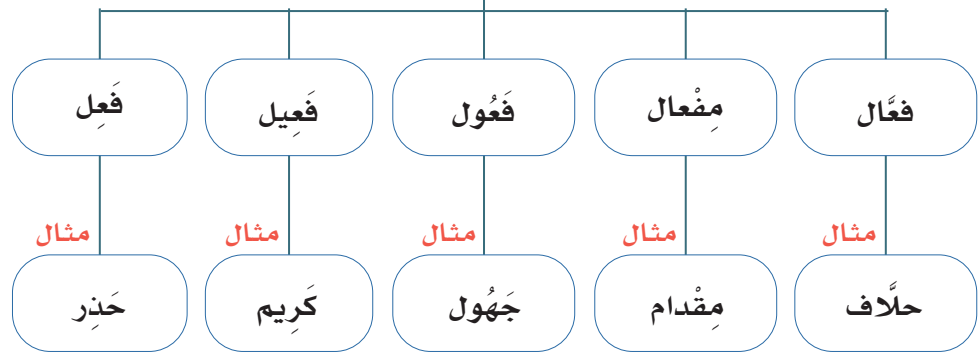 فعَّال مِفْعال فَعُول فَعِيل فَعِل
مثال مثال مثال مثال مثال
حلَّاف مِقْدام جَهُول كَرِيم حَذِر